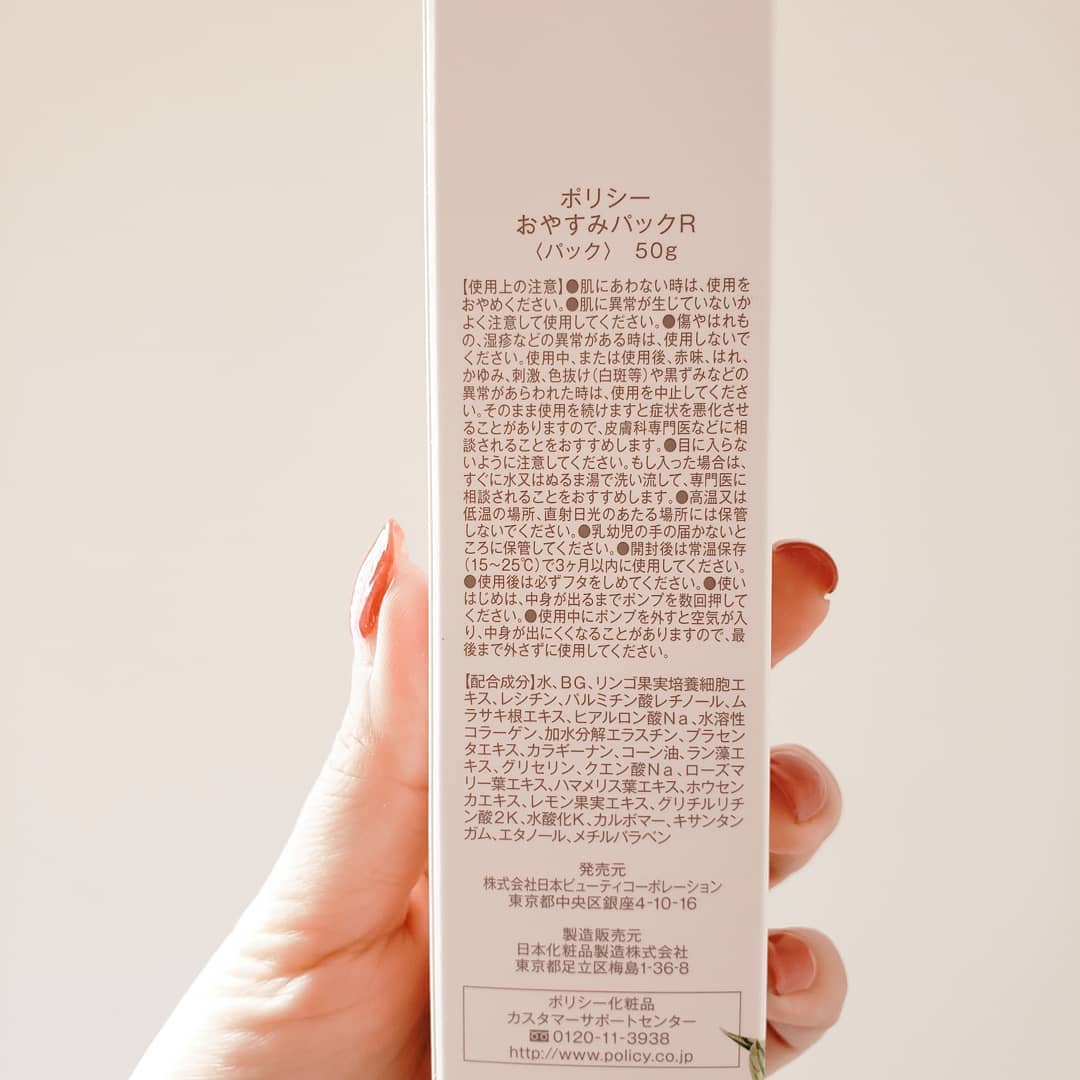 ポリシー
おやすみパックR
〈パック〉 50g
【使用上の注意】●肌にあわない時は、使用を
おやめください。●肌に異常が生じていないか
よく注意して使用してください。●傷やはれも
の、湿疹などの異常がある時は、使用しないで
ください。使用中、または使用後、赤味、はれ、
かゆみ、刺激、色抜け(白斑等)や黒ずみなどの
異常があらわれた時は、使用を中止してくださ
い。そのまま使用を続けますと症状を悪化させ
ることがありますので、皮膚科専門医などに相
談されることをおすすめします。●目に入らな
いように注意してください。もし入った場合は、
すぐに水又はぬるま湯で洗い流して、専門医に
相談されることをおすすめします。●高温又は
低温の場所、直射日光のあたる場所には保管
しないでください。●乳幼児の手の届かないと
ころに保管してください。●開封後は常温保存
(15～25℃)で3ヶ月以内に使用してください。
●使用後は必ずフタをしめてください。●使い
はじめは、中身が出るまでポンプを数回押して
ください。●使用中にポンプを外すと空気が入
り、中身が出にくくなることがありますので、最
後まで外さずに使用してください。
【配合成分】水、BG、リンゴ果実培養細胞エ
キス、レシチン、パルミチン酸レチノール、ム
ラサキ根エキス、ヒアルロン酸Na、水溶性
コラーゲン、加水分解エラスチン、プラセン
タエキス、カラギーナン、コーン油、ラン藻エ
キス、グリセリン、クエン酸Na、ローズマ
リー葉エキス、ハマメリス葉エキス、ホウセン
カエキス、レモン果実エキス、グリチルリチ
ン酸2K、水酸化K、カルボマー、キサンタン
ガム、エタノール、メチルパラベン
発売元
株式会社日本ビューティコーポレーション
東京都中央区銀座4-10-16
製造販売元
日本化粧品製造株式会社
東京都足立区梅島1-36-8
ポリシー化粧品
カスタマーサポートセンター
0120-11-3938
http://www.policy.co.jp